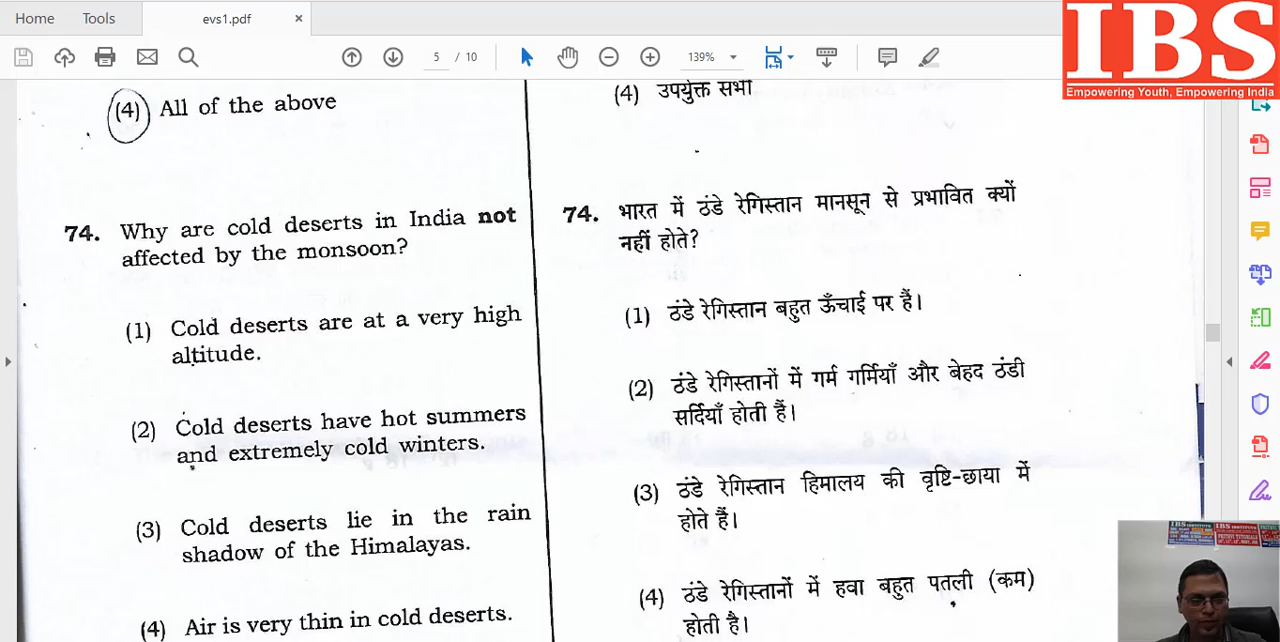 Home
Tools
evs1.pdf
×
5 / 10
139%
IBS
Empowering Youth, Empowering India
(4) All of the above
74. Why are cold deserts in India not
affected by the monsoon?
(1) Cold deserts are at a very high
altitude.
(2) Cold deserts have hot summers
and extremely cold winters.
(3) Cold deserts lie in the rain
shadow of the Himalayas.
(4) Air is very thin in cold deserts.
(4) उपर्युक्त सभी
74. भारत में ठंडे रेगिस्तान मानसून से प्रभावित क्यों
नहीं होते?
(1) ठंडे रेगिस्तान बहुत ऊँचाई पर हैं।
(2) ठंडे रेगिस्तानों में गर्म गर्मियाँ और बेहद ठंडी
सर्दियाँ होती हैं।
(3) ठंडे रेगिस्तान हिमालय की वृष्टि-छाया में
होते हैं।
(4) ठंडे रेगिस्तानों में हवा बहुत पतली (कम)
होती है।